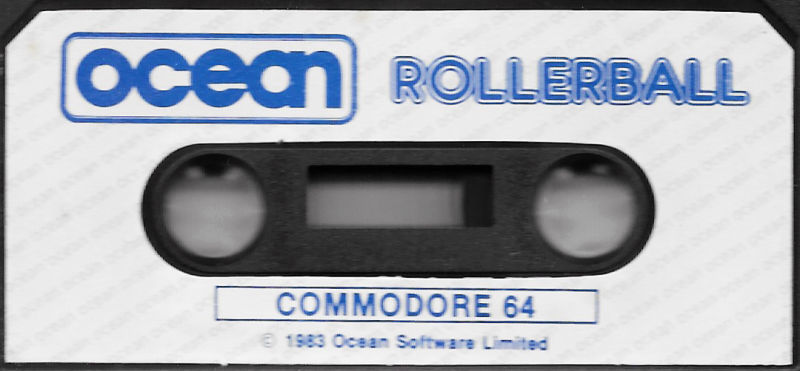 ocean ROLLERBALL
COMMODORE 64
© 1983 Ocean Software Limited